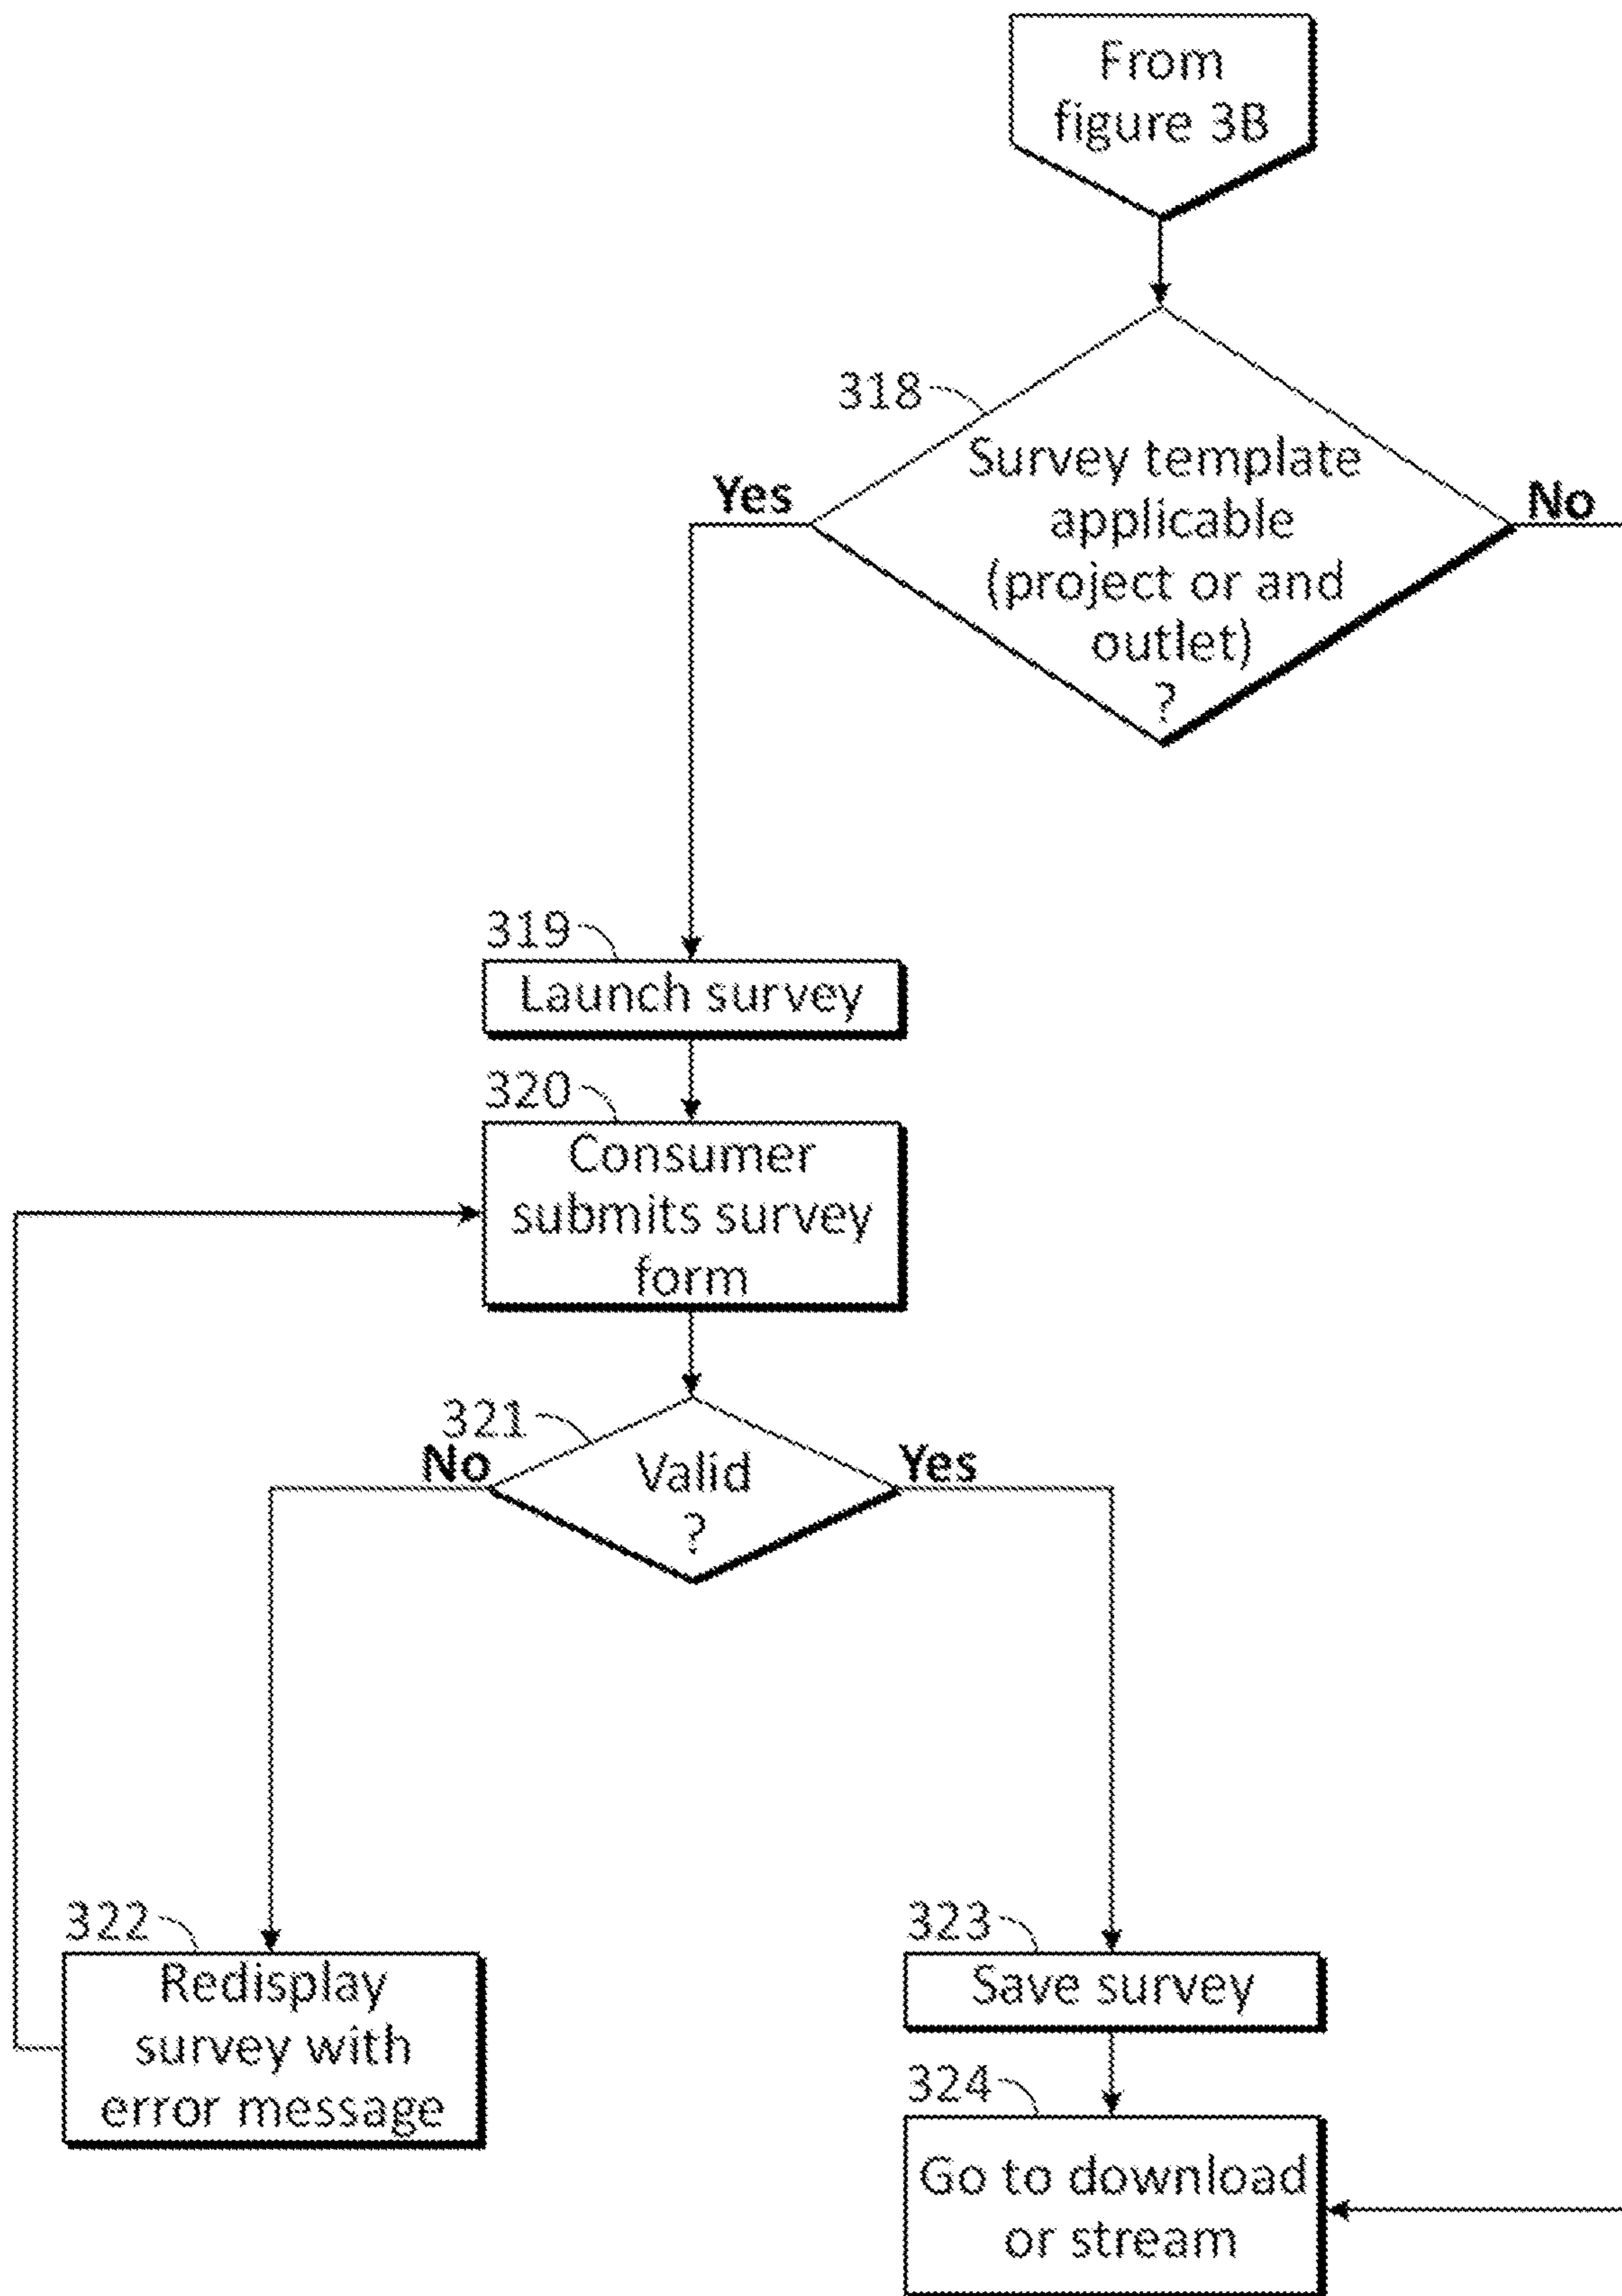 From
figure 3B
318
Survey template
applicable
(project or and
outlet)
?
Yes
No
319
Launch survey
320
Consumer
submits survey
form
321
Valid
?
No
Yes
322
Redisplay
survey with
error message
323
Save survey
324
Go to download
or stream